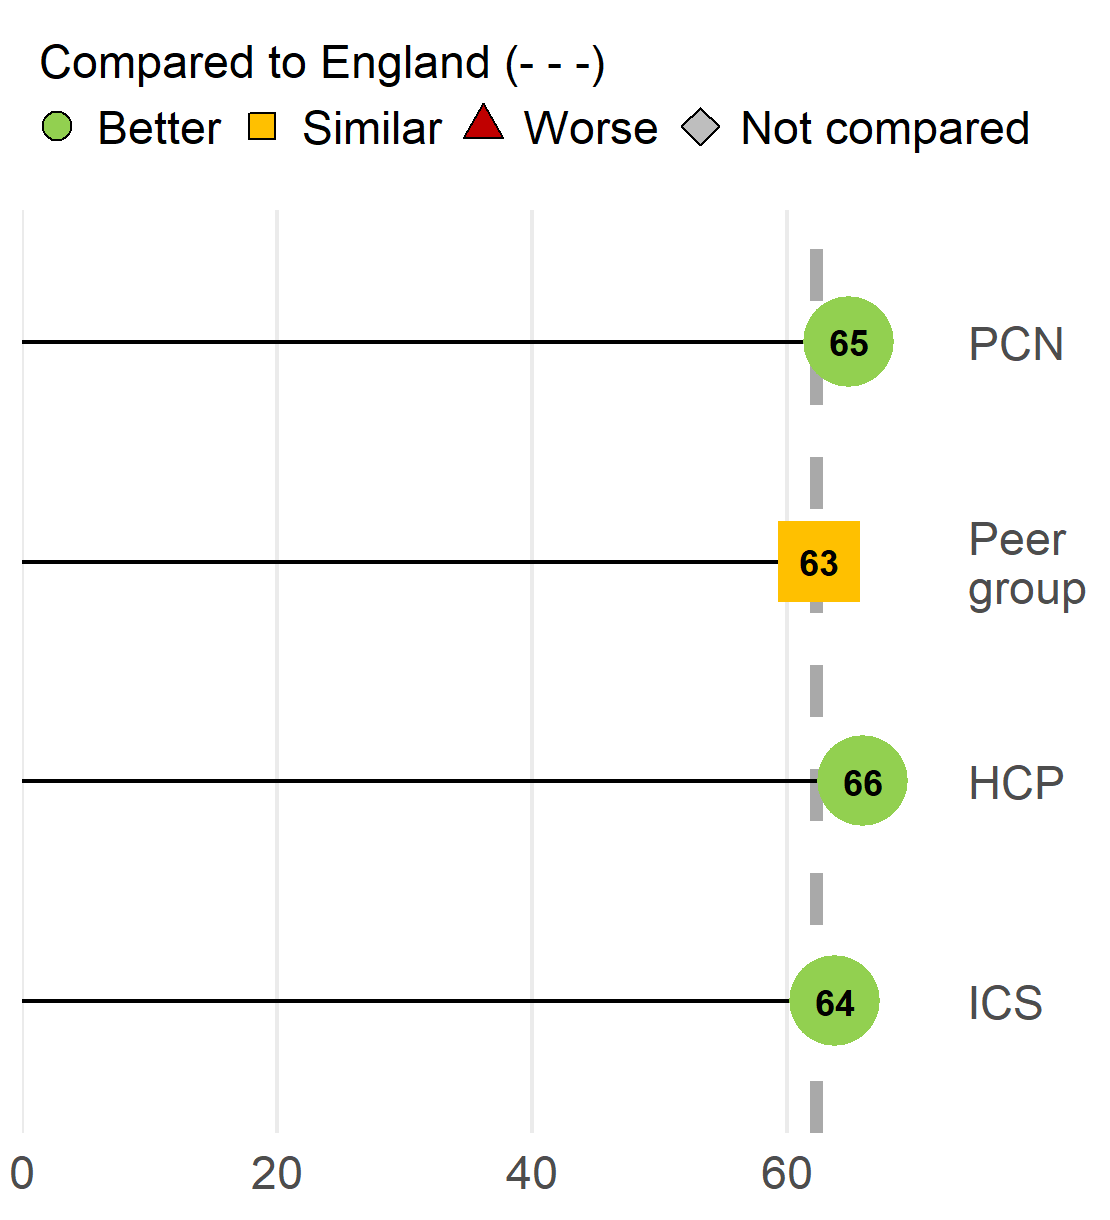 Compared to England (- - -)
Better Similar Worse Not compared
65 PCN
Peer
63
group
66 HCP
64 ICS
0 20 40 60